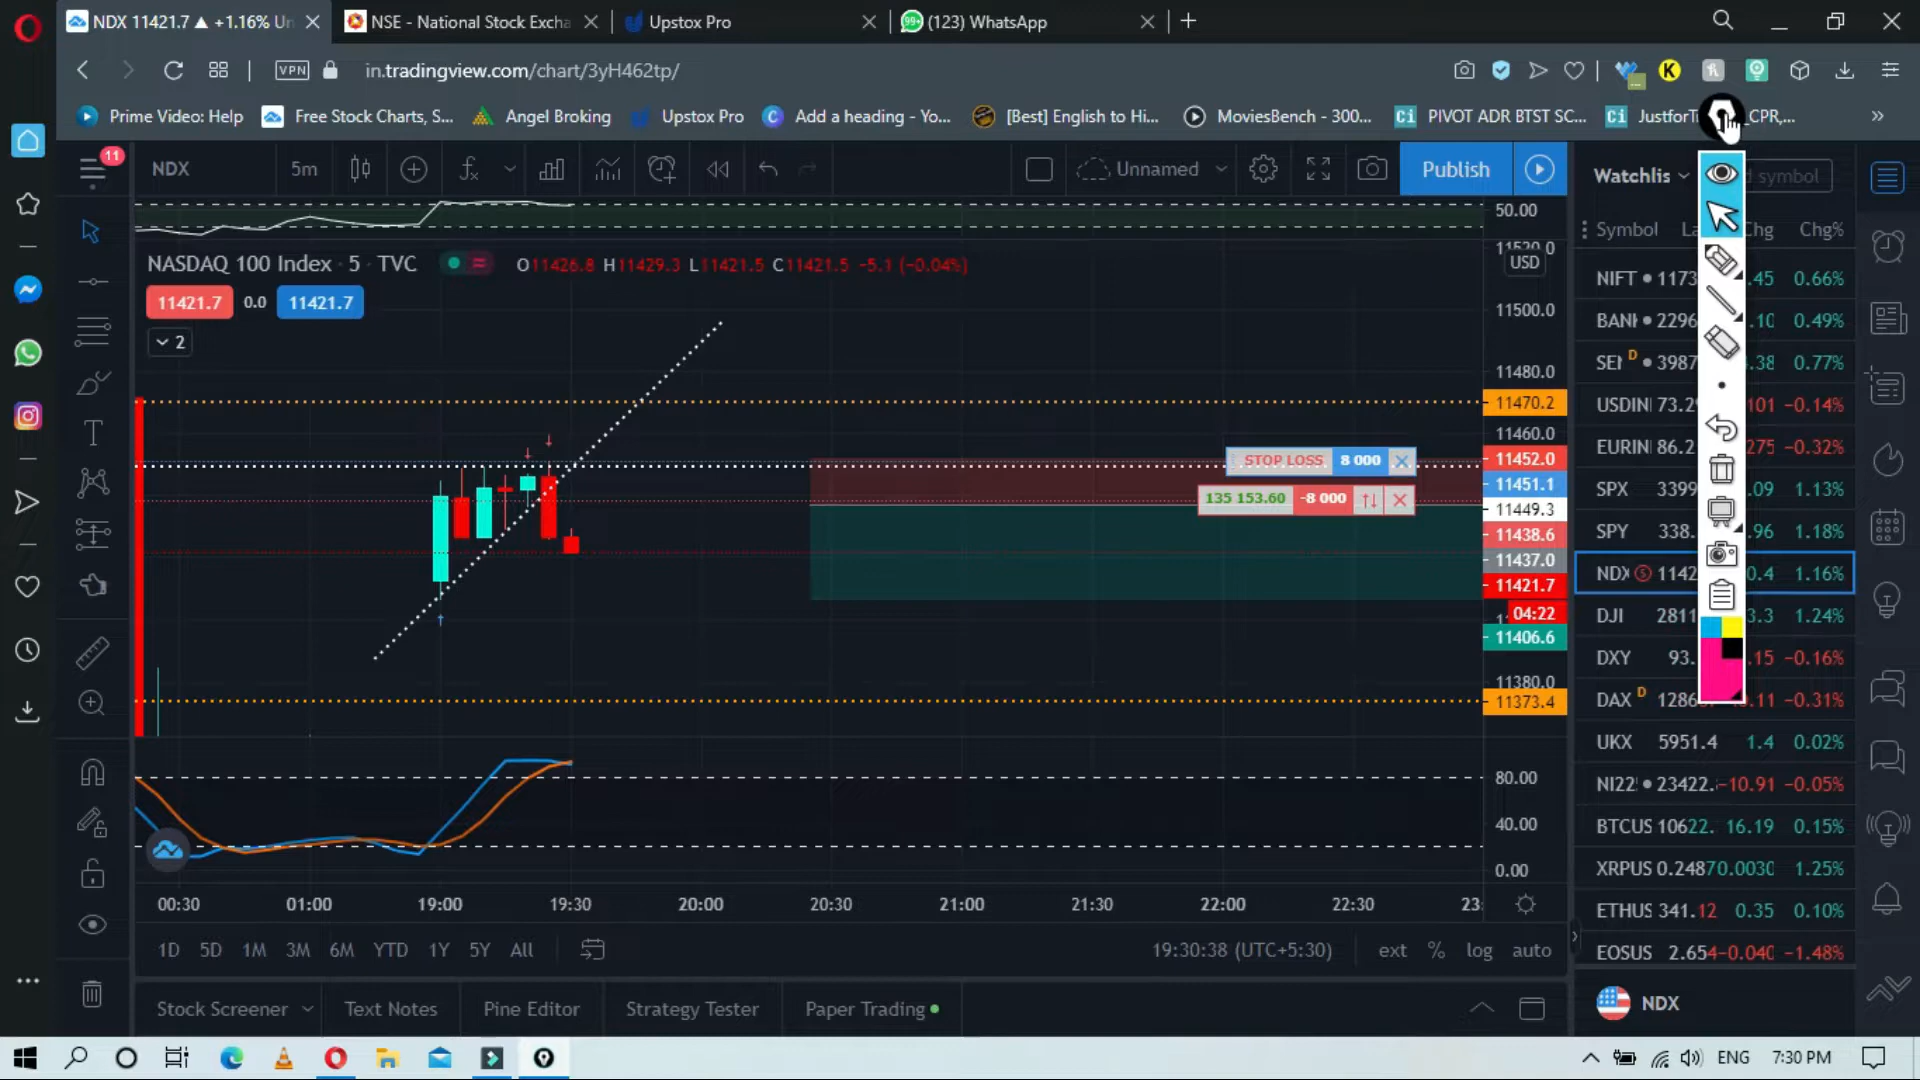 NDX 11421.7 ▲ +1.16% Un
NSE - National Stock Excha
Upstox Pro
(123) WhatsApp
VPN
in.tradingview.com/chart/3yH462tp/
Prime Video: Help
Free Stock Charts, S...
Angel Broking
Upstox Pro
Add a heading - Yo...
[Best] English to Hi...
MoviesBench - 300...
PIVOT ADR BTST SC...
CPR,...
11
NDX
5m
Unnamed
Publish
NASDAQ 100 Index · 5 · TVC
O11426.8 H11429.3 L11421.5 C11421.5 −5.1 (−0.04%)
11421.7
0.0
11421.7
2
STOP LOSS
8 000
135 153.60
-8 000
50.00
USD
11500.0
11480.0
11470.2
11460.0
11452.0
11451.1
11449.3
11438.6
11437.0
11421.7
04:22
11406.6
11380.0
11373.4
80.00
40.00
0.00
00:30
01:00
19:00
19:30
20:00
20:30
21:00
21:30
22:00
22:30
23:
1D 5D 1M 3M 6M YTD 1Y 5Y All
19:30:38 (UTC+5:30)
ext % log auto
Stock Screener
Text Notes
Pine Editor
Strategy Tester
Paper Trading
Watchlis
symbol
Symbol
Chg%
NIFT 1173 .45 0.66%
BANK 2296 .10 0.49%
SEN D 3987 .38 0.77%
USDIN 73.2 101 −0.14%
EURIN 86.2 275 −0.32%
SPX 3399 .09 1.13%
SPY 338. .96 1.18%
NDX 1142 0.4 1.16%
DJI 2811 3.3 1.24%
DXY 93. .15 −0.16%
DAX D 1286 .11 −0.31%
UKX 5951.4 1.4 0.02%
NI22 23422. −10.91 −0.05%
BTCUS 10622. 16.19 0.15%
XRPUS 0.2487 0.0030 1.25%
ETHUS 341.12 0.35 0.10%
EOSUS 2.654 −0.040 −1.48%
NDX
ENG
7:30 PM